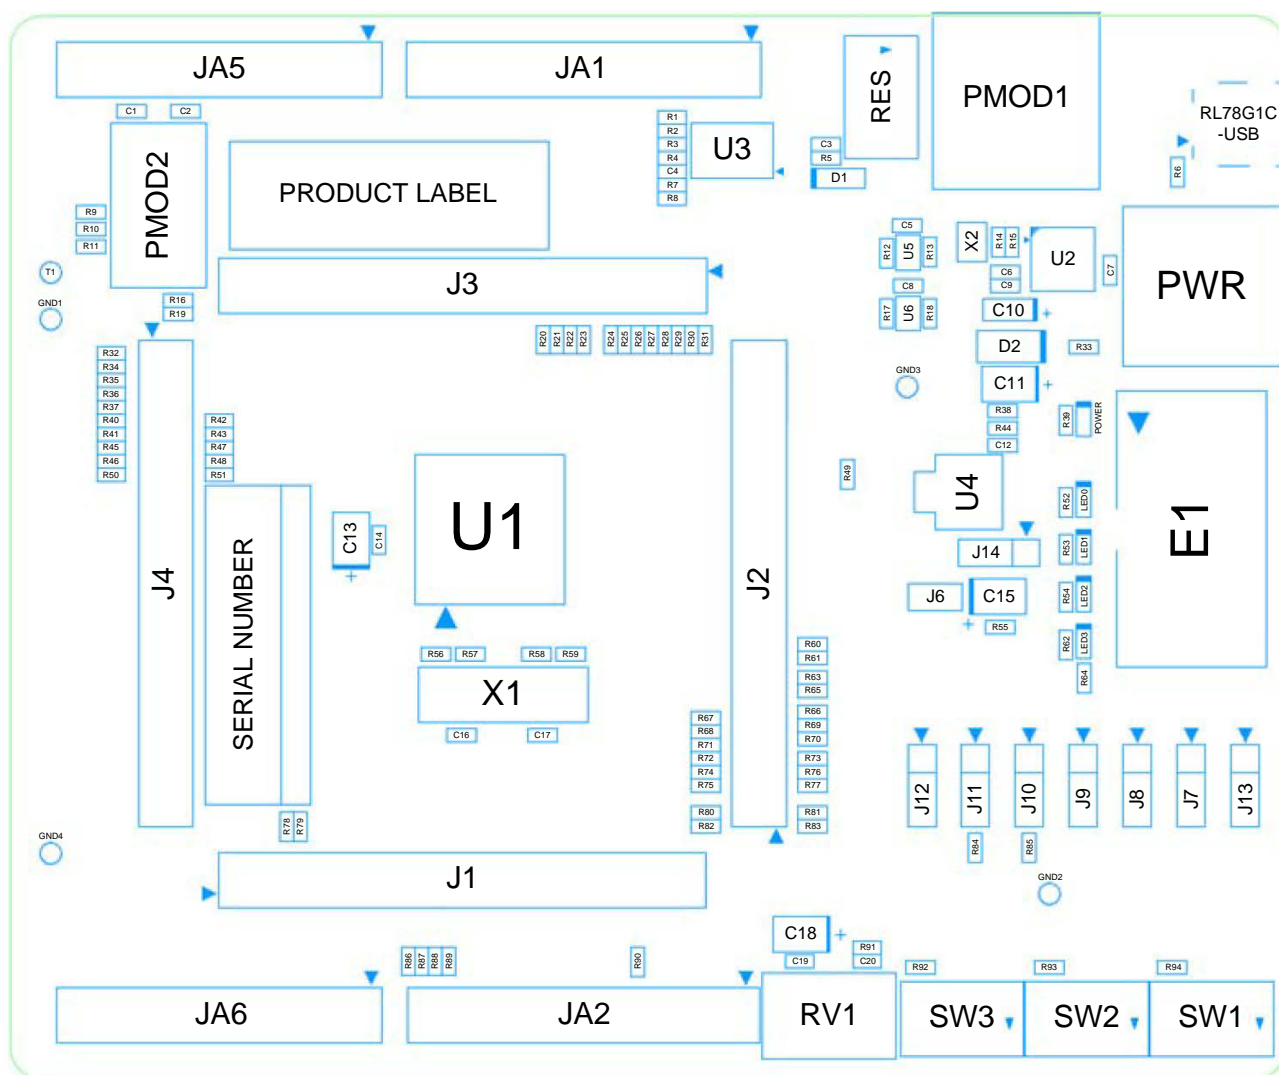 JA5
JA1
RES
PMOD1
RL78G1C
-USB
C1
C2
PMOD2
PRODUCT LABEL
R1
R2
R3
R4
C4
R7
R8
U3
C3
R5
D1
R6
R9
R10
R11
T1
GND1
R16
R19
J3
C5
R12
U5
R13
C8
R17
U6
R18
X2
R14
R15
U2
C7
C6
C9
C10
+
D2
R33
C11
+
PWR
R20
R21
R22
R23
R24
R25
R26
R27
R28
R29
R30
R31
R32
R34
R35
R36
R37
R40
R41
R45
R46
R50
R42
R43
R47
R48
R51
J4
SERIAL NUMBER
C13
+
C14
U1
J2
GND3
R38
R44
C12
R39
POWER
R49
U4
R52
LED0
J14
R53
LED1
E1
J6
C15
+
R55
R54
LED2
R62
LED3
R64
R56
R57
R58
R59
X1
C16
C17
R60
R61
R63
R65
R67
R68
R71
R72
R74
R75
R80
R82
R66
R69
R70
R73
R76
R77
R81
R83
J12
J11
J10
J9
J8
J7
J13
R84
R85
GND4
R78
R79
J1
GND2
C18
+
R91
C19
C20
R86
R87
R88
R89
R90
R92
R93
R94
JA6
JA2
RV1
SW3
SW2
SW1